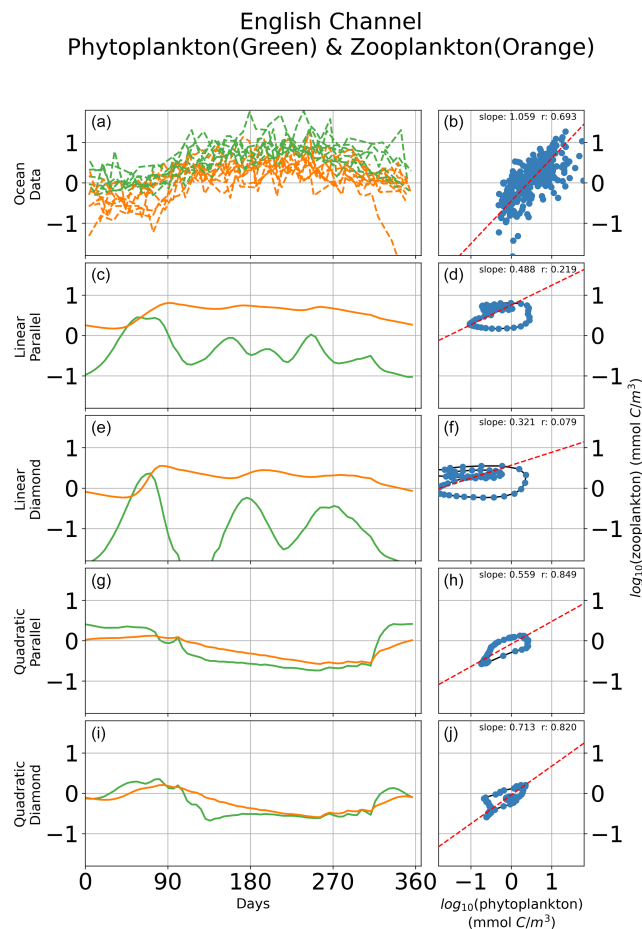 English Channel
Phytoplankton(Green) & Zooplankton(Orange)
(a)
1
0
−1
Ocean
Data
(b)
slope: 1.059 r: 0.693
1
0
−1
(c)
1
0
−1
Linear
Parallel
(d)
slope: 0.488 r: 0.219
1
0
−1
(e)
1
0
−1
Linear
Diamond
(f)
slope: 0.321 r: 0.079
1
0
−1
(g)
1
0
−1
Quadratic
Parallel
(h)
slope: 0.559 r: 0.849
1
0
−1
(i)
1
0
−1
Quadratic
Diamond
(j)
slope: 0.713 r: 0.820
1
0
−1
0 90 180 270 360
Days
−1 0 1
log10(phytoplankton)
(mmol C/m³)
log10(zooplankton) (mmol C/m³)